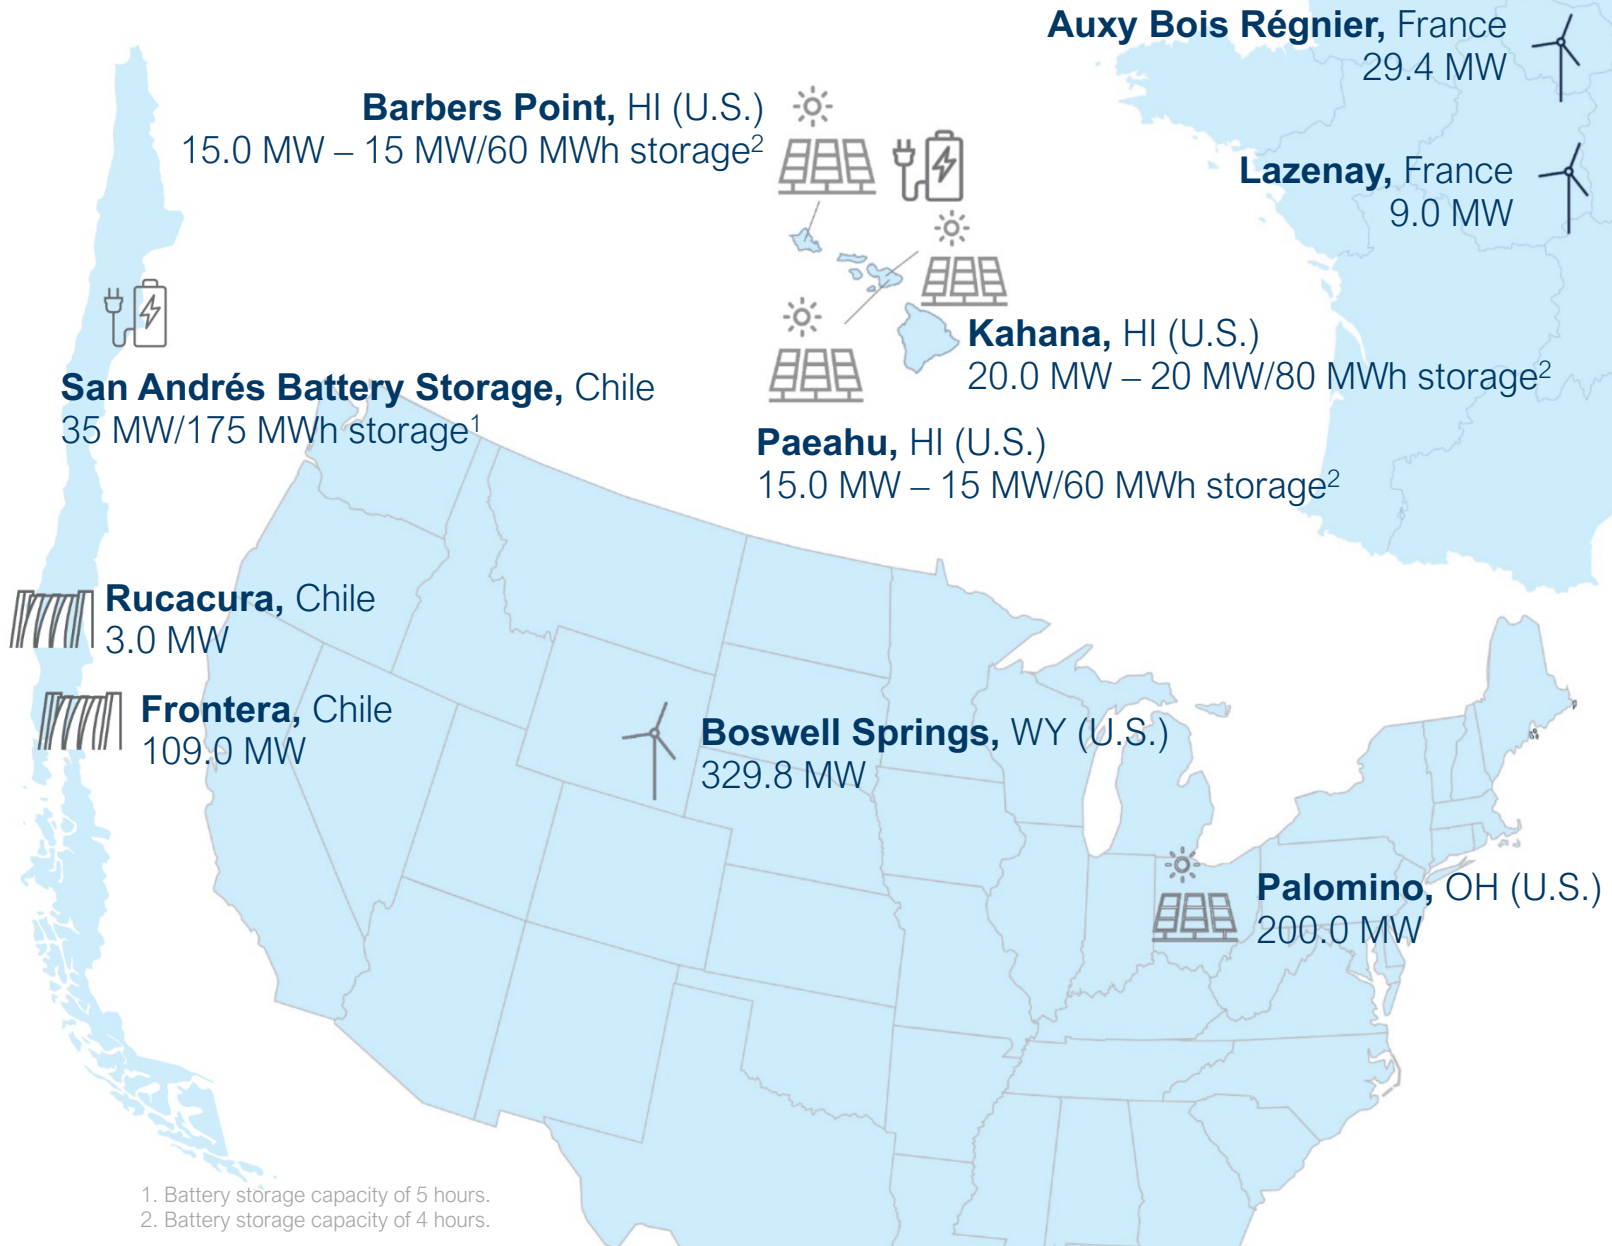 Auxy Bois Régnier, France
29.4 MW
Barbers Point, HI (U.S.)
15.0 MW – 15 MW/60 MWh storage²
Lazenay, France
9.0 MW
Kahana, HI (U.S.)
20.0 MW – 20 MW/80 MWh storage²
San Andrés Battery Storage, Chile
35 MW/175 MWh storage¹
Paeahu, HI (U.S.)
15.0 MW – 15 MW/60 MWh storage²
Rucacura, Chile
3.0 MW
Frontera, Chile
109.0 MW
Boswell Springs, WY (U.S.)
329.8 MW
Palomino, OH (U.S.)
200.0 MW
1. Battery storage capacity of 5 hours.
2. Battery storage capacity of 4 hours.